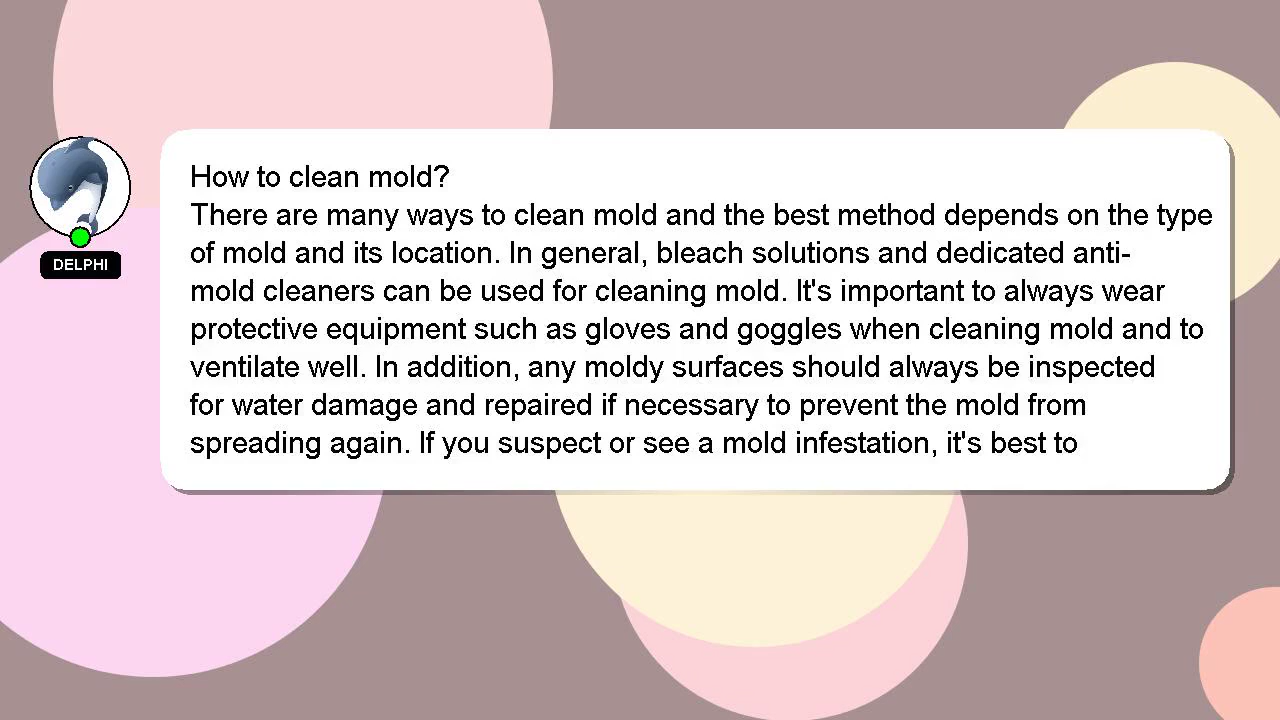 How to clean mold?
There are many ways to clean mold and the best method depends on the type
of mold and its location. In general, bleach solutions and dedicated anti-
mold cleaners can be used for cleaning mold. It's important to always wear
protective equipment such as gloves and goggles when cleaning mold and to
ventilate well. In addition, any moldy surfaces should always be inspected
for water damage and repaired if necessary to prevent the mold from
spreading again. If you suspect or see a mold infestation, it's best to
DELPHI